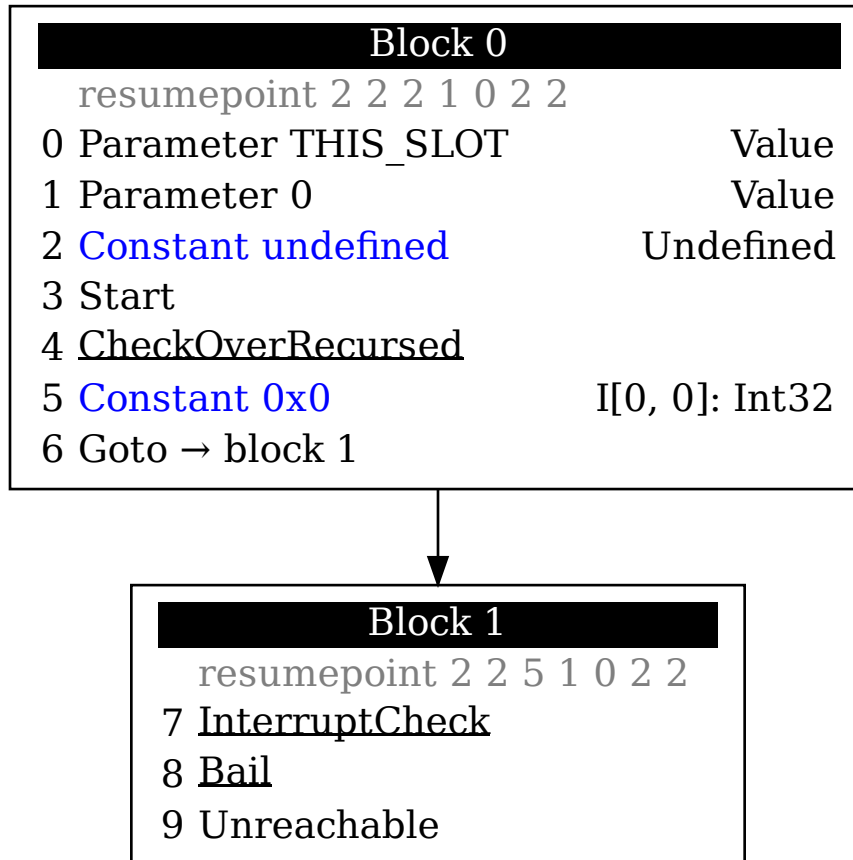 Block 0
resumepoint 2 2 2 1 0 2 2
0 Parameter THIS_SLOT Value
1 Parameter 0 Value
2 Constant undefined Undefined
3 Start
4 CheckOverRecursed
5 Constant 0x0 I[0, 0]: Int32
6 Goto → block 1
Block 1
resumepoint 2 2 5 1 0 2 2
7 InterruptCheck
8 Bail
9 Unreachable